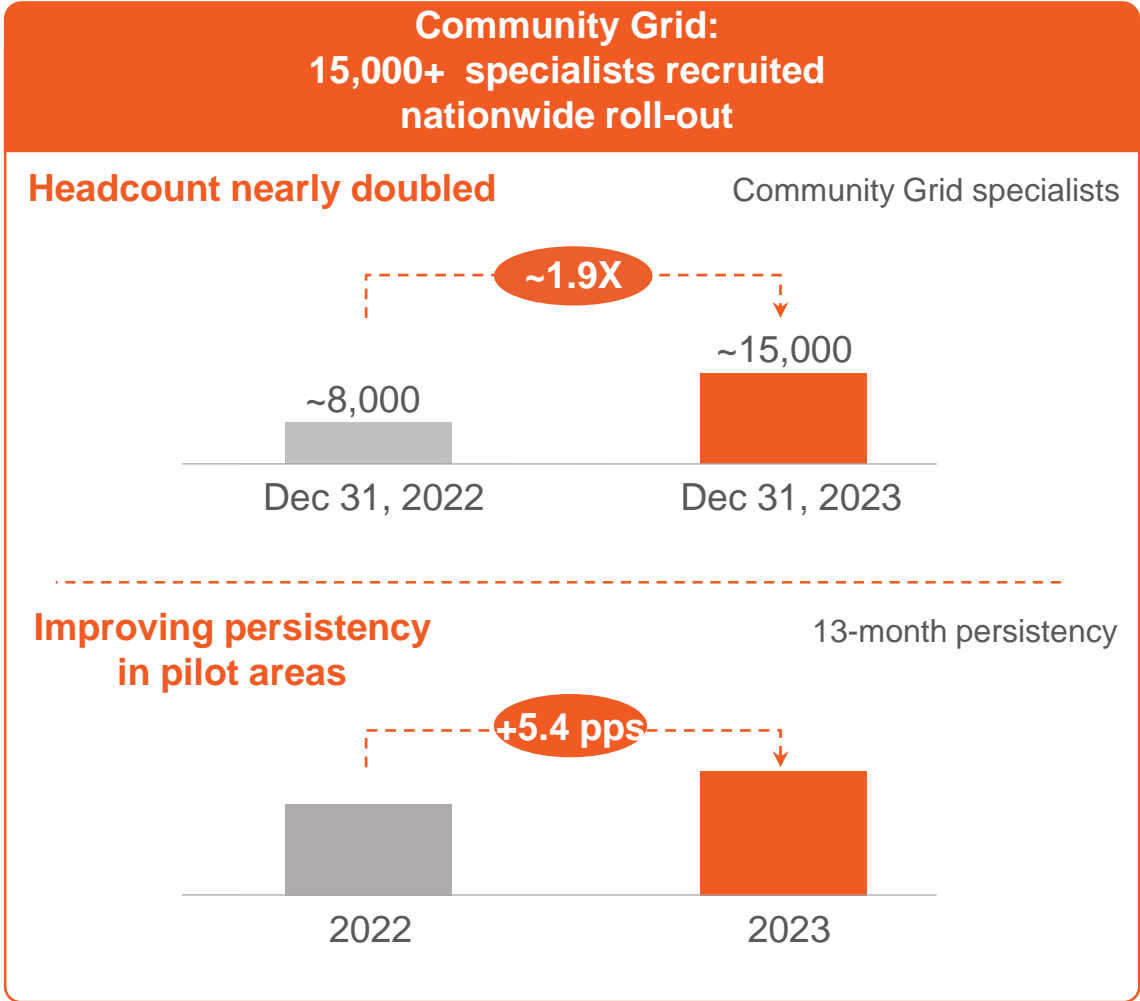 Community Grid:
15,000+ specialists recruited
nationwide roll-out
Headcount nearly doubled
Community Grid specialists
~1.9X
~8,000
~15,000
Dec 31, 2022
Dec 31, 2023
Improving persistency
in pilot areas
13-month persistency
+5.4 pps
2022
2023